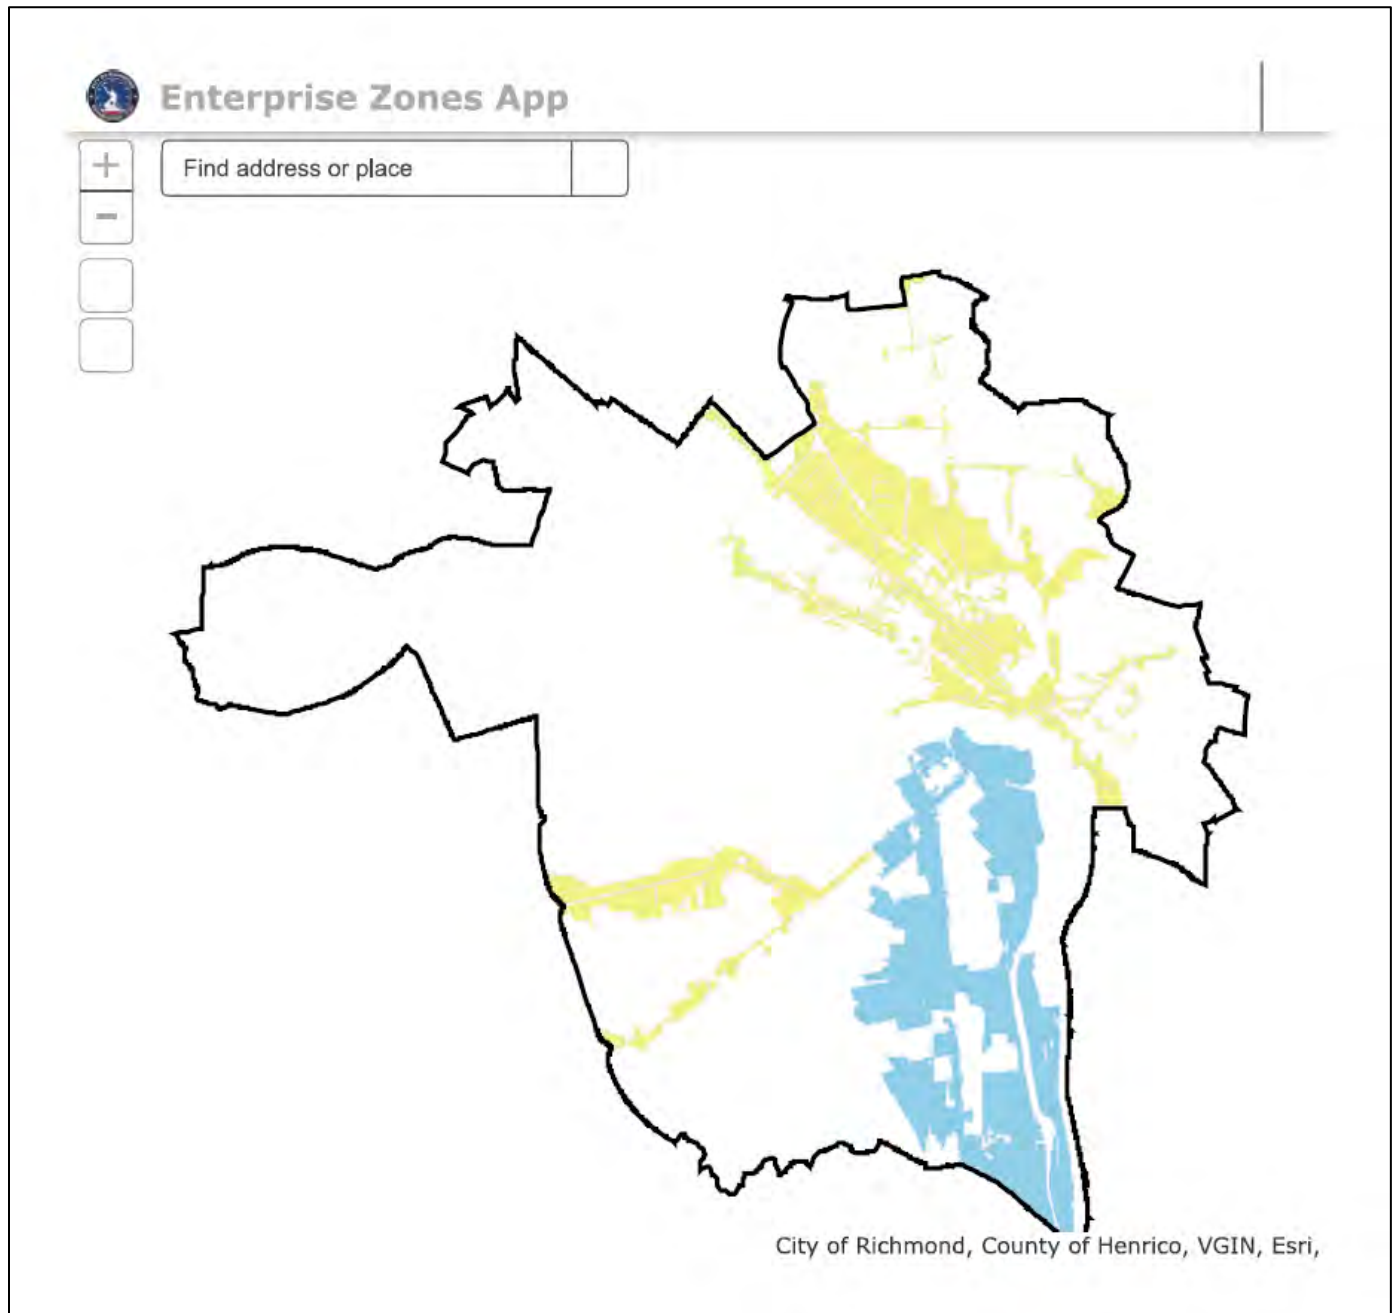 Enterprise Zones App
+
Find address or place
−
City of Richmond, County of Henrico, VGIN, Esri,